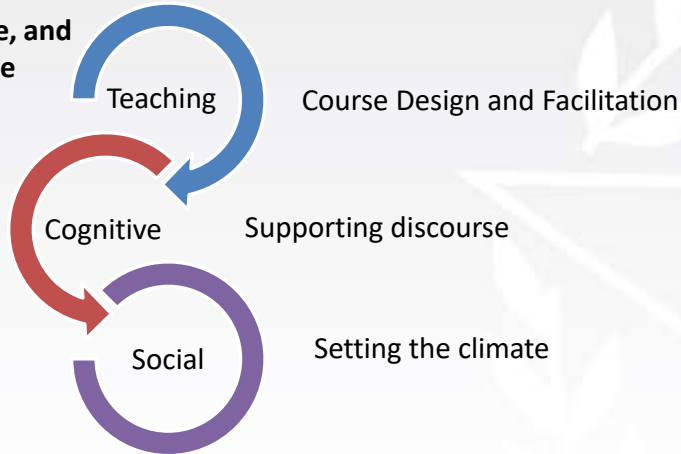 e, and
e
Teaching
Course Design and Facilitation
Cognitive
Supporting discourse
Social
Setting the climate